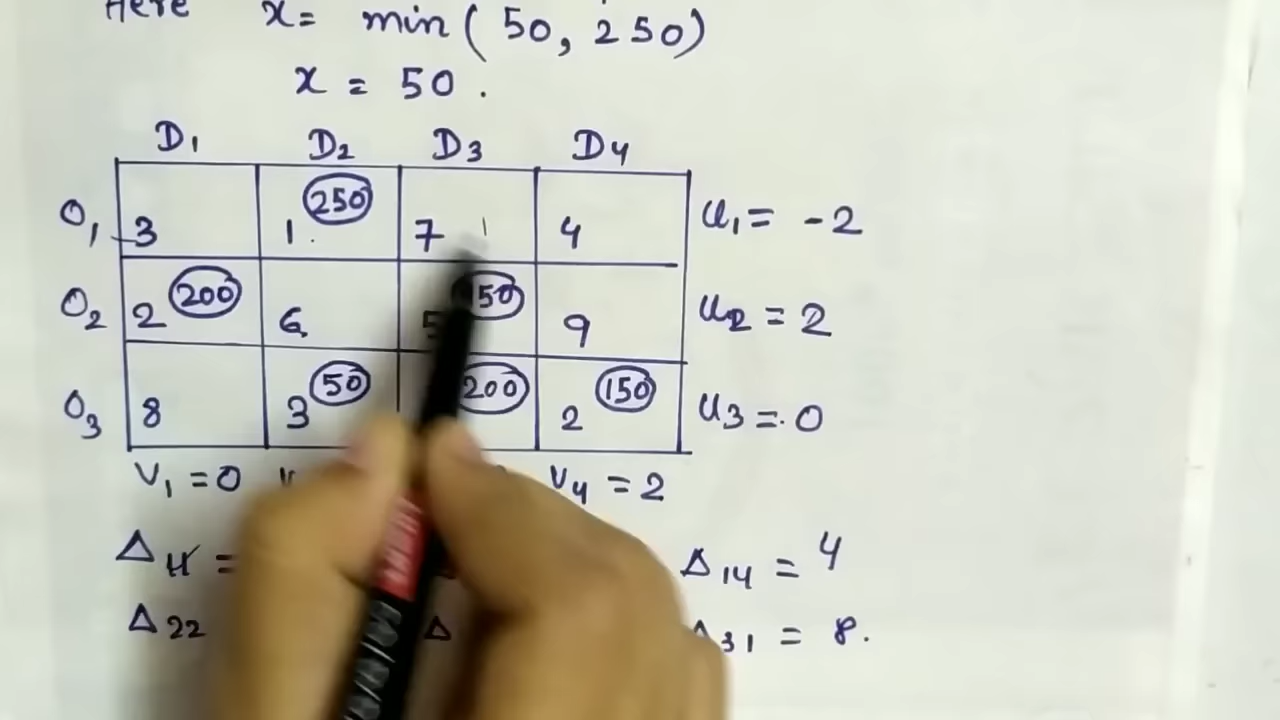 Here x = min ( 50, 250)
x = 50 .
D1 D2 D3 D4
O1 3 1 250 7 4 u1 = -2
O2 2 200 6 5 50 9 u2 = 2
O3 8 3 50 200 2 150 u3 = 0
v1 = 0 v4 = 2
Δ11 = Δ14 = 4
Δ22 Δ Δ31 = 8.